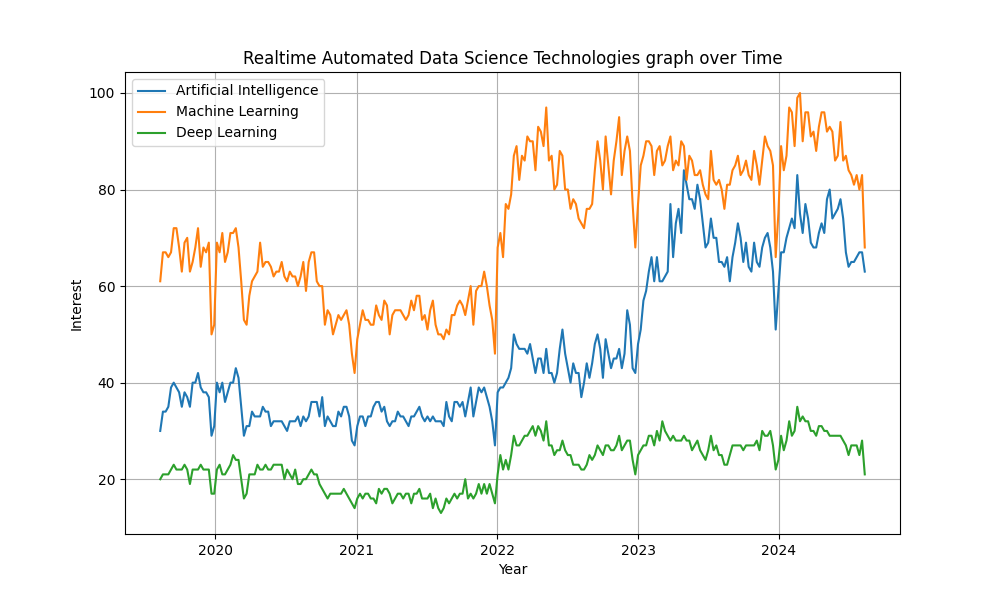 Realtime Automated Data Science Technologies graph over Time
Artificial Intelligence
Machine Learning
Deep Learning
100
80
60
40
20
Interest
2020 2021 2022 2023 2024
Year